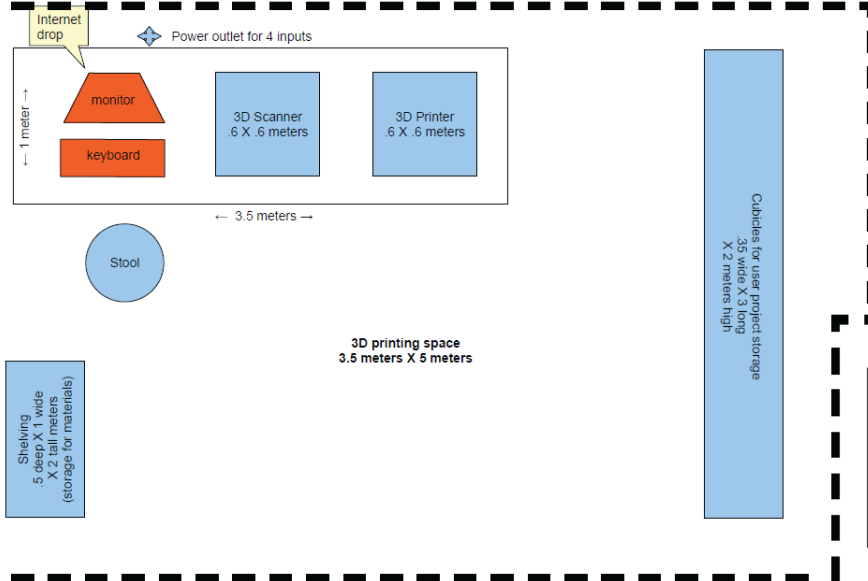 Internet
drop
Power outlet for 4 inputs
← 1 meter →
monitor
keyboard
3D Scanner
.6 X .6 meters
3D Printer
.6 X .6 meters
← 3.5 meters →
Stool
3D printing space
3.5 meters X 5 meters
Cubicles for user project storage
.35 wide X 3 long
X 2 meters high
Shelving
.5 deep X 1 wide
X 2 tall meters
(storage for materials)